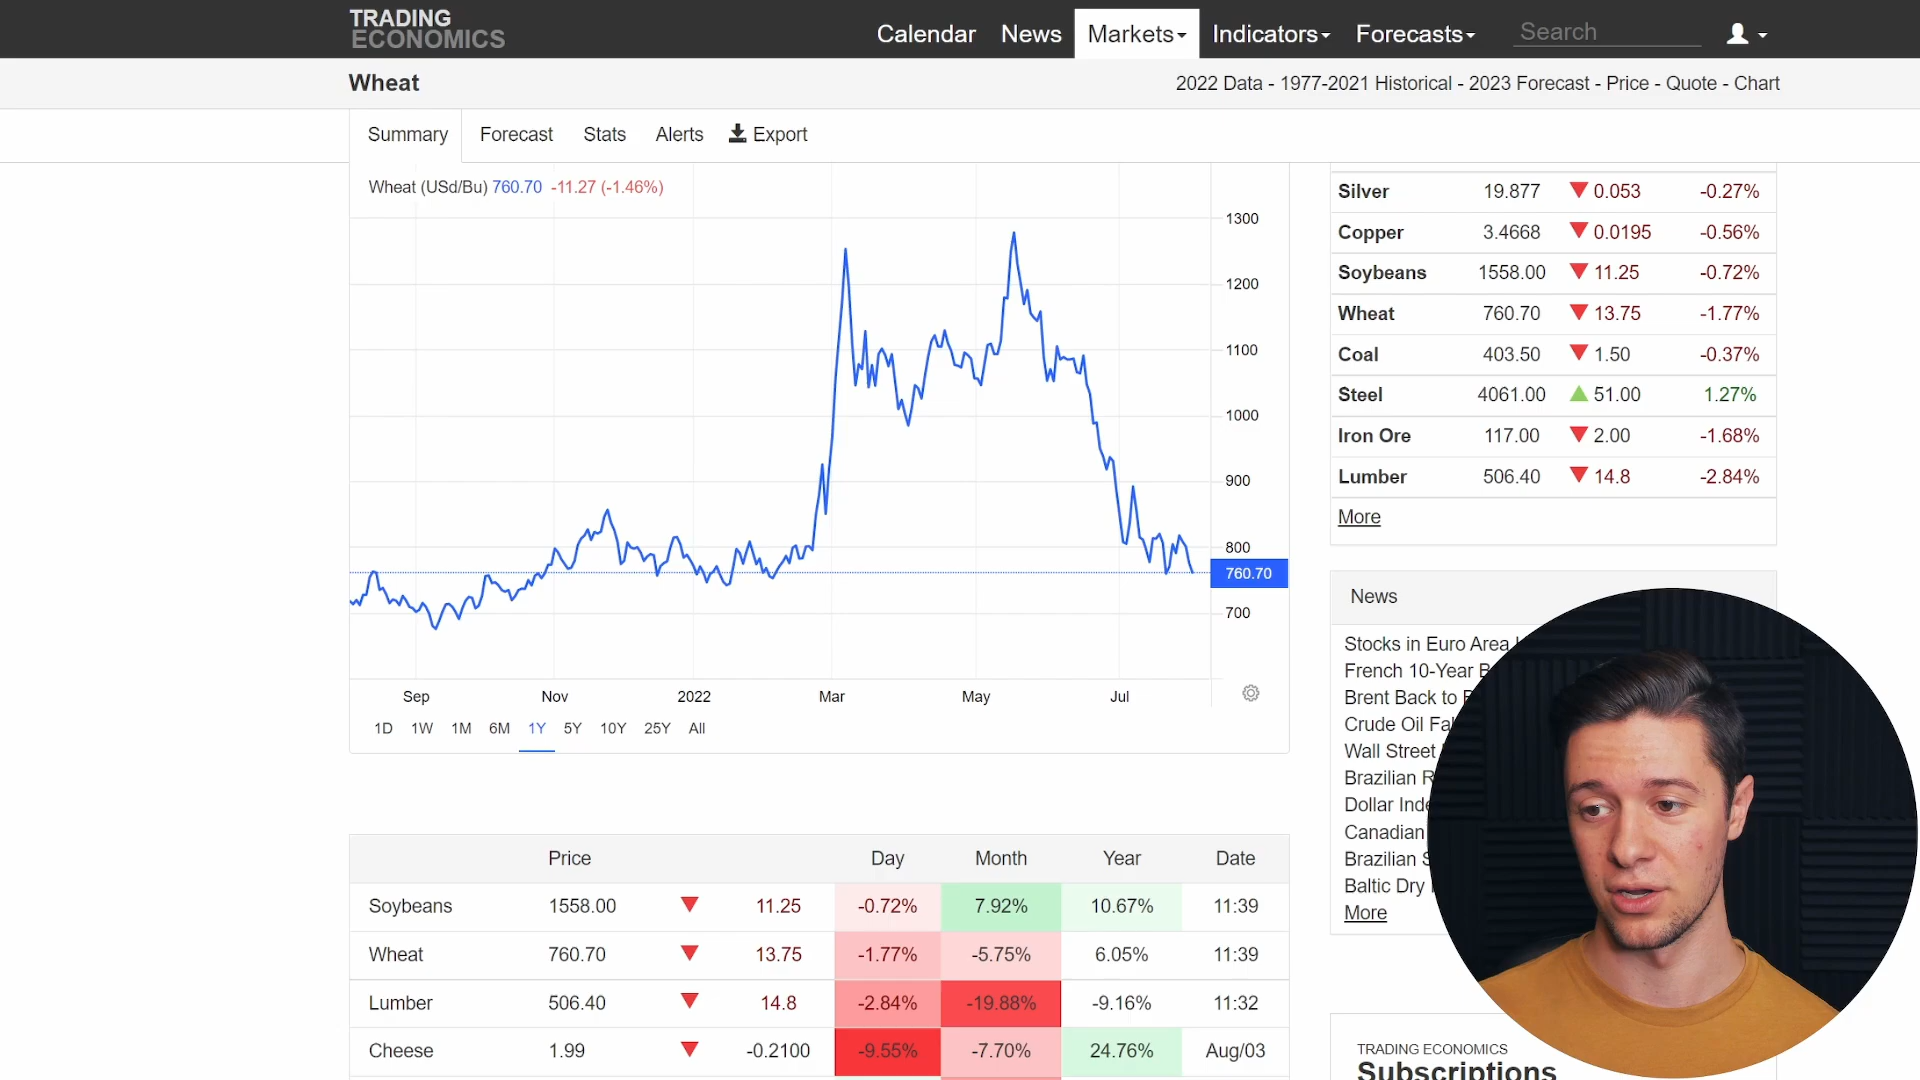 TRADING
ECONOMICS
Calendar News Markets Indicators Forecasts Search
Wheat
2022 Data - 1977-2021 Historical - 2023 Forecast - Price - Quote - Chart
Summary Forecast Stats Alerts Export
Wheat (USd/Bu) 760.70 -11.27 (-1.46%)
1300
1200
1100
1000
900
800
760.70
700
Sep Nov 2022 Mar May Jul
1D 1W 1M 6M 1Y 5Y 10Y 25Y All
Silver 19.877 0.053 -0.27%
Copper 3.4668 0.0195 -0.56%
Soybeans 1558.00 11.25 -0.72%
Wheat 760.70 13.75 -1.77%
Coal 403.50 1.50 -0.37%
Steel 4061.00 51.00 1.27%
Iron Ore 117.00 2.00 -1.68%
Lumber 506.40 14.8 -2.84%
More
News
Stocks in Euro Area
French 10-Year
Brent Back to
Crude Oil
Wall Street
Brazilian
Dollar
Canadian
Brazilian
Baltic Dry
More
Price Day Month Year Date
Soybeans 1558.00 11.25 -0.72% 7.92% 10.67% 11:39
Wheat 760.70 13.75 -1.77% -5.75% 6.05% 11:39
Lumber 506.40 14.8 -2.84% -19.88% -9.16% 11:32
Cheese 1.99 -0.2100 -9.55% -7.70% 24.76% Aug/03
TRADING ECONOMICS
Subscriptions